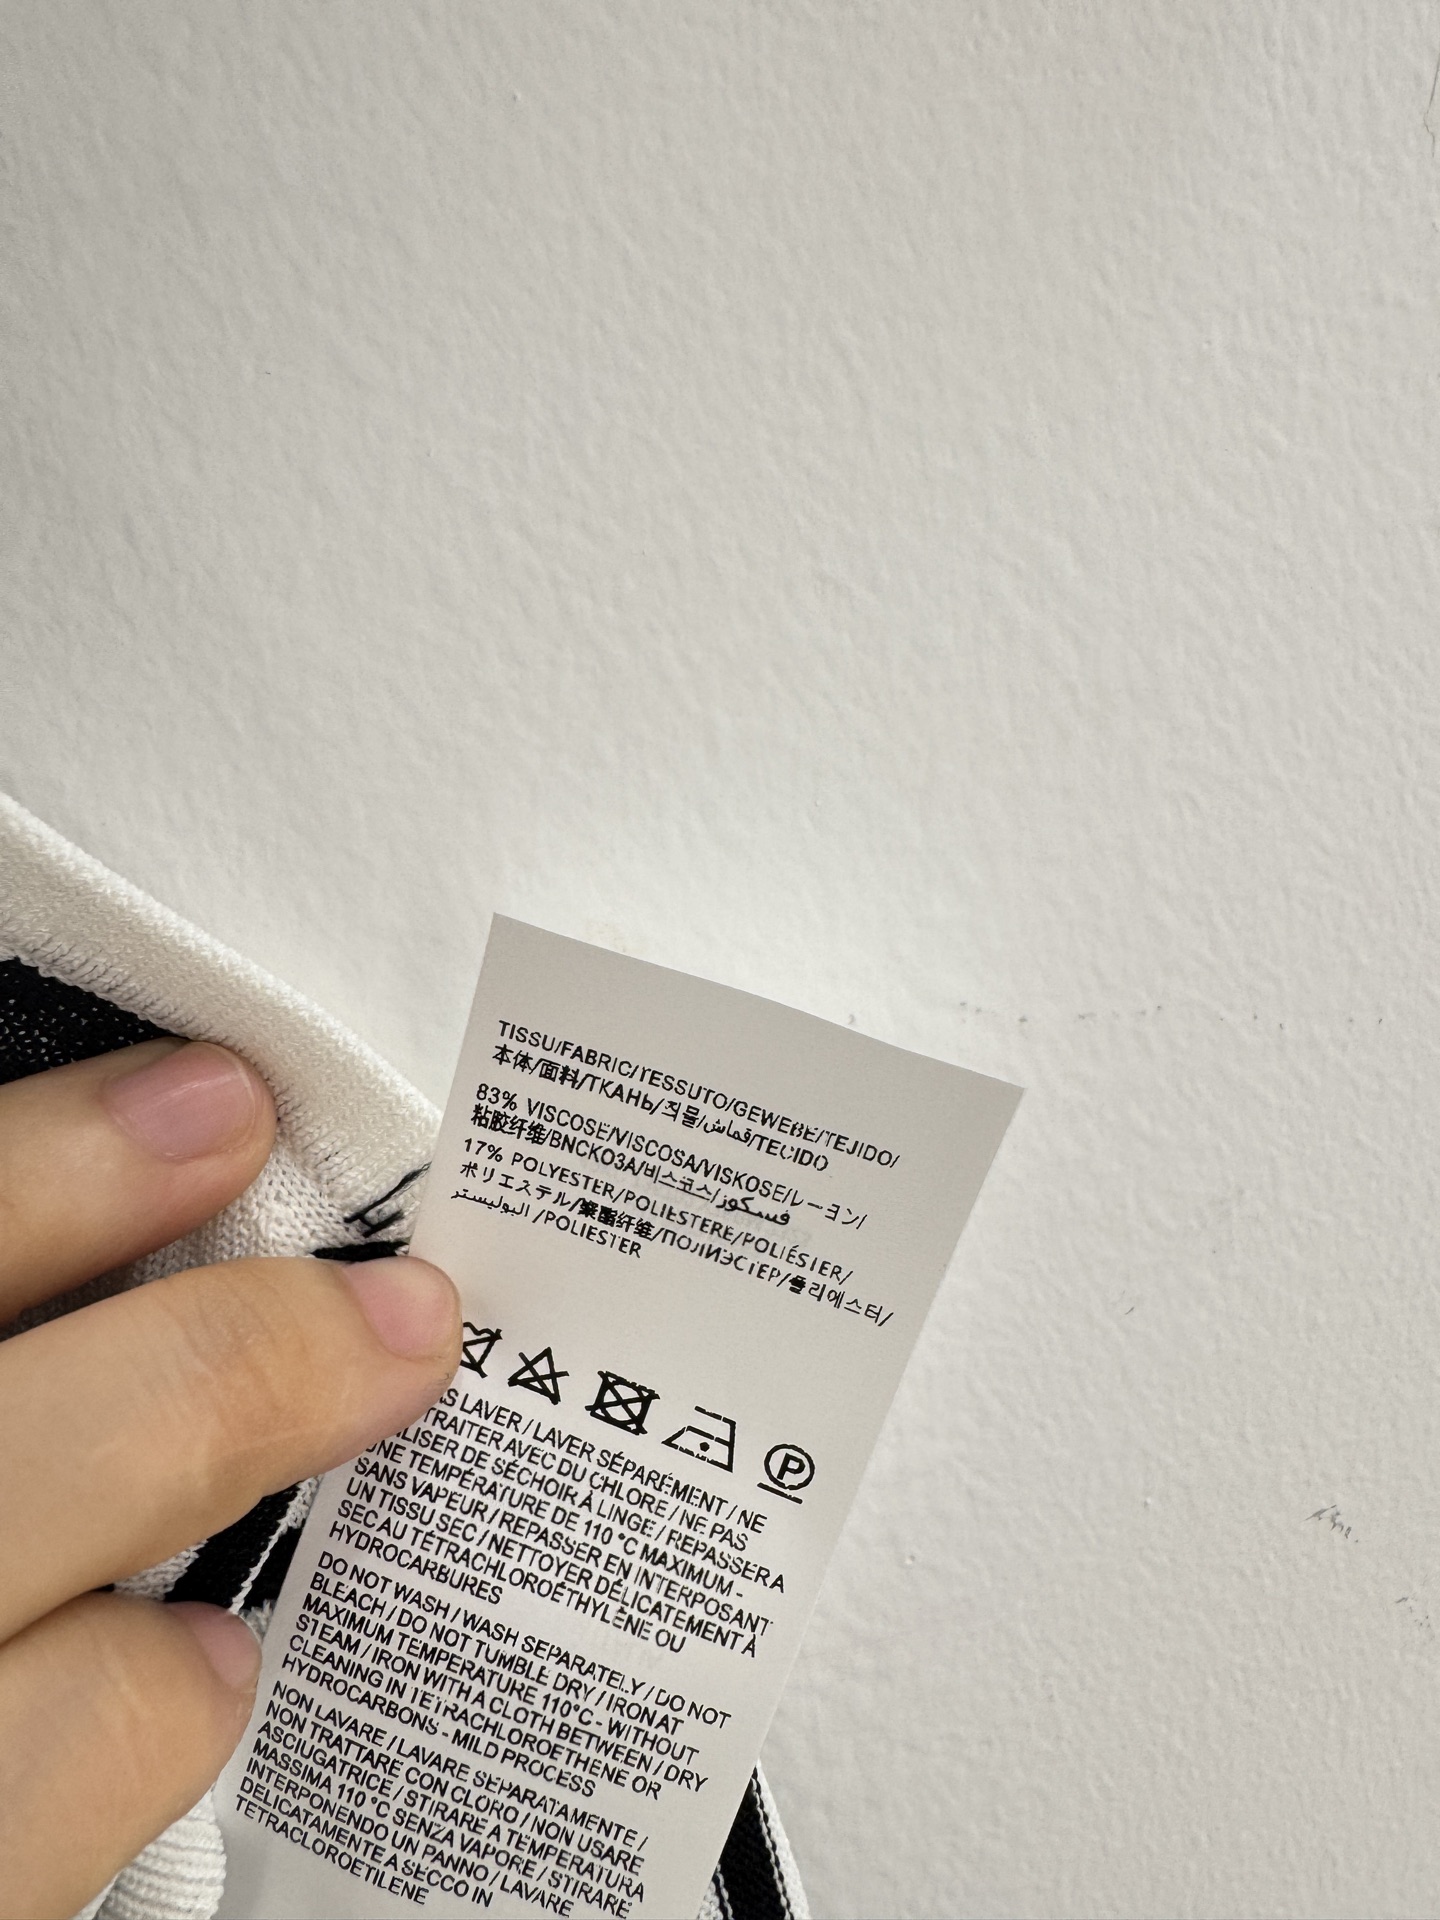 TISSU/FABRIC/TESSUTO/GEWEBE/TEJIDO/
本体/面料/ТКАНЬ/직물/قماش/TECIDO
83% VISCOSE/VISCOSA/VISKOSE/レーヨン/
粘胶纤维/BNCKO3A/비스코스/فسكوز
17% POLYESTER/POLIESTERE/POLIÉSTER/
ポリエステル/聚酯纤维/ПОЛИЭСТЕР/폴리에스터/
البوليستر /POLIESTER
P
LAVER / LAVER SÉPARÉMENT / NE
TRAITER AVEC DU CHLORE / NE PAS
DE SÉCHOIR À LINGE / REPASSER A
UNE TEMPÉRATURE DE 110 °C MAXIMUM -
SANS VAPEUR / REPASSER EN INTERPOSANT
UN TISSU SEC / NETTOYER DÉLICATEMENT À
SEC AU TÉTRACHLOROÉTHYLÈNE OU
HYDROCARBURES
DO NOT WASH / WASH SEPARATELY / DO NOT
BLEACH / DO NOT TUMBLE DRY / IRON AT
MAXIMUM TEMPERATURE 110°C - WITHOUT
STEAM / IRON WITH A CLOTH BETWEEN / DRY
CLEANING IN TETRACHLOROETHENE OR
HYDROCARBONS - MILD PROCESS
NON LAVARE / LAVARE SEPARATAMENTE /
NON TRATTARE CON CLORO / NON USARE
ASCIUGATRICE / STIRARE A TEMPERATURA
MASSIMA 110 °C SENZA VAPORE / STIRARE
INTERPONENDO UN PANNO / LAVARE
DELICATAMENTE A SECCO IN
TETRACLOROETILENE